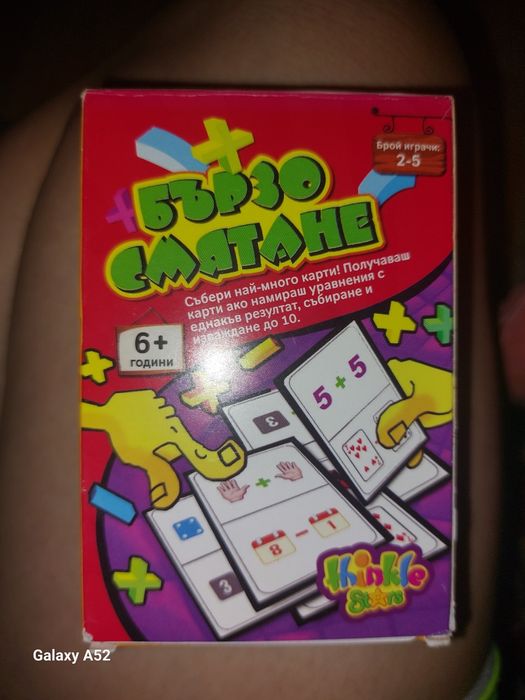 Брой играчи:
2-5
БЪРЗО
СМЯТАНЕ
Събери най-много карти! Получаваш
карти ако намираш уравнения с
еднакъв резултат, събиране и
изваждане до 10.
6+
ГОДИНИ
5 + 5
3
+
8 - 1
3
thinkle
Stars
Galaxy A52